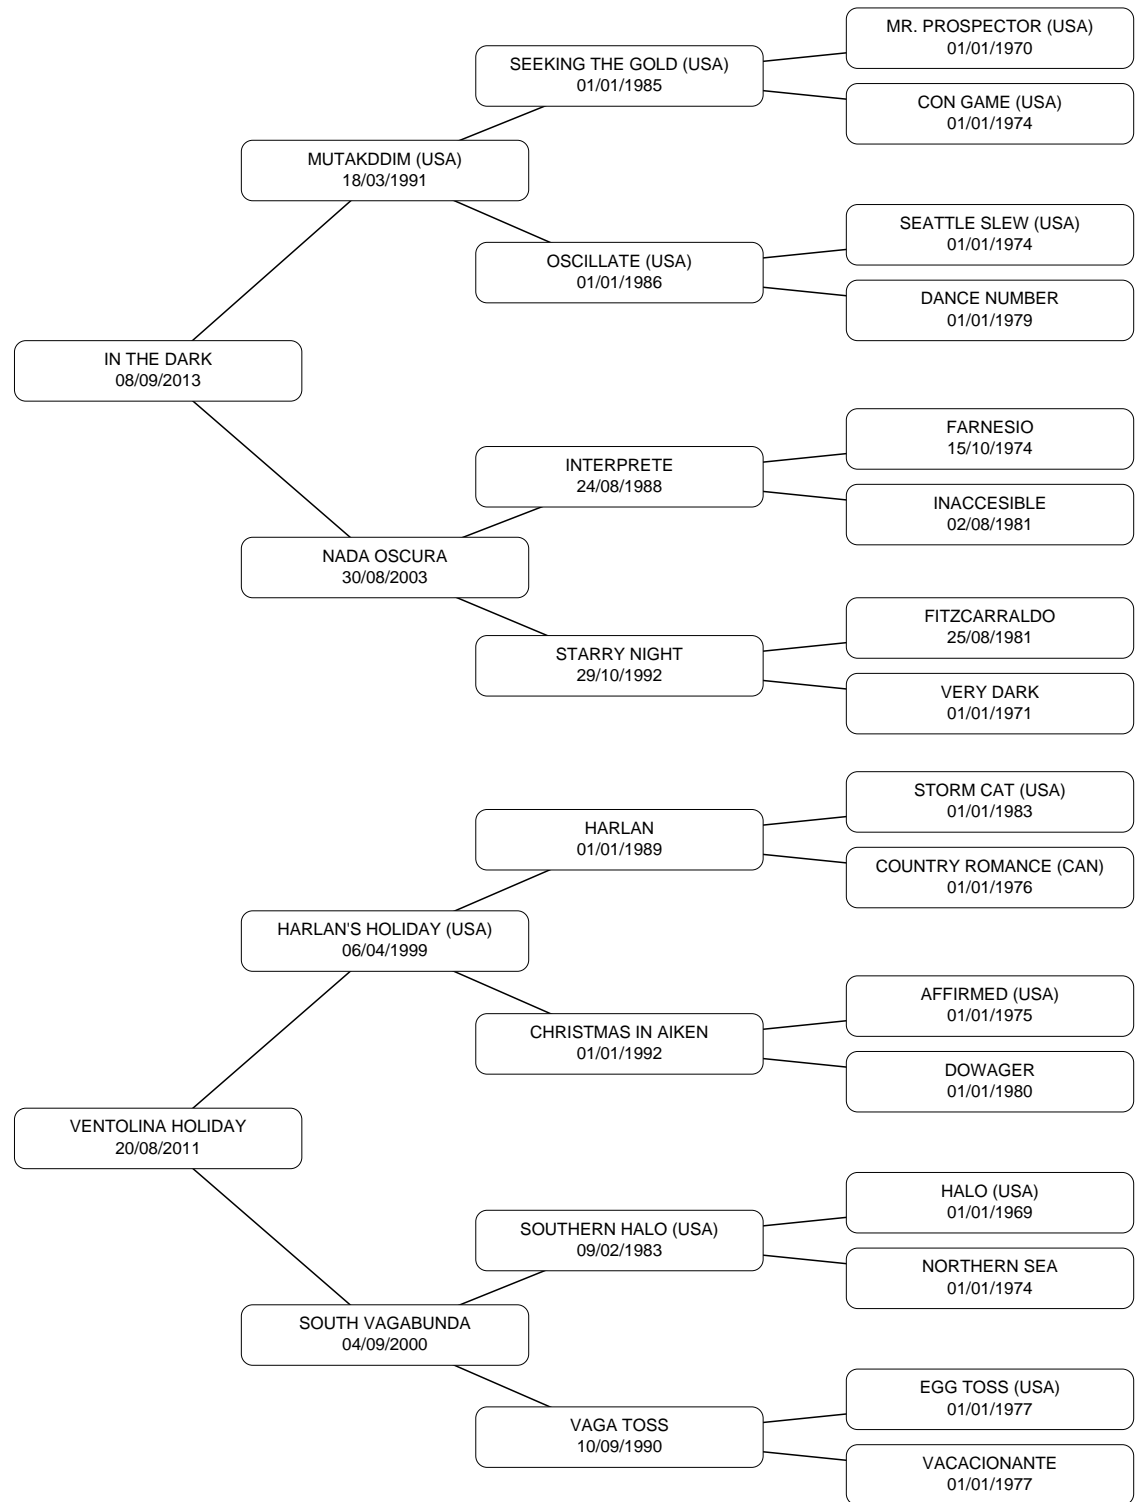 MR. PROSPECTOR (USA)
01/01/1970
SEEKING THE GOLD (USA)
01/01/1985
CON GAME (USA)
01/01/1974
MUTAKDDIM (USA)
18/03/1991
SEATTLE SLEW (USA)
01/01/1974
OSCILLATE (USA)
01/01/1986
DANCE NUMBER
01/01/1979
IN THE DARK
08/09/2013
FARNESIO
15/10/1974
INTERPRETE
24/08/1988
INACCESIBLE
02/08/1981
NADA OSCURA
30/08/2003
FITZCARRALDO
25/08/1981
STARRY NIGHT
29/10/1992
VERY DARK
01/01/1971
STORM CAT (USA)
01/01/1983
HARLAN
01/01/1989
COUNTRY ROMANCE (CAN)
01/01/1976
HARLAN'S HOLIDAY (USA)
06/04/1999
AFFIRMED (USA)
01/01/1975
CHRISTMAS IN AIKEN
01/01/1992
DOWAGER
01/01/1980
VENTOLINA HOLIDAY
20/08/2011
HALO (USA)
01/01/1969
SOUTHERN HALO (USA)
09/02/1983
NORTHERN SEA
01/01/1974
SOUTH VAGABUNDA
04/09/2000
EGG TOSS (USA)
01/01/1977
VAGA TOSS
10/09/1990
VACACIONANTE
01/01/1977